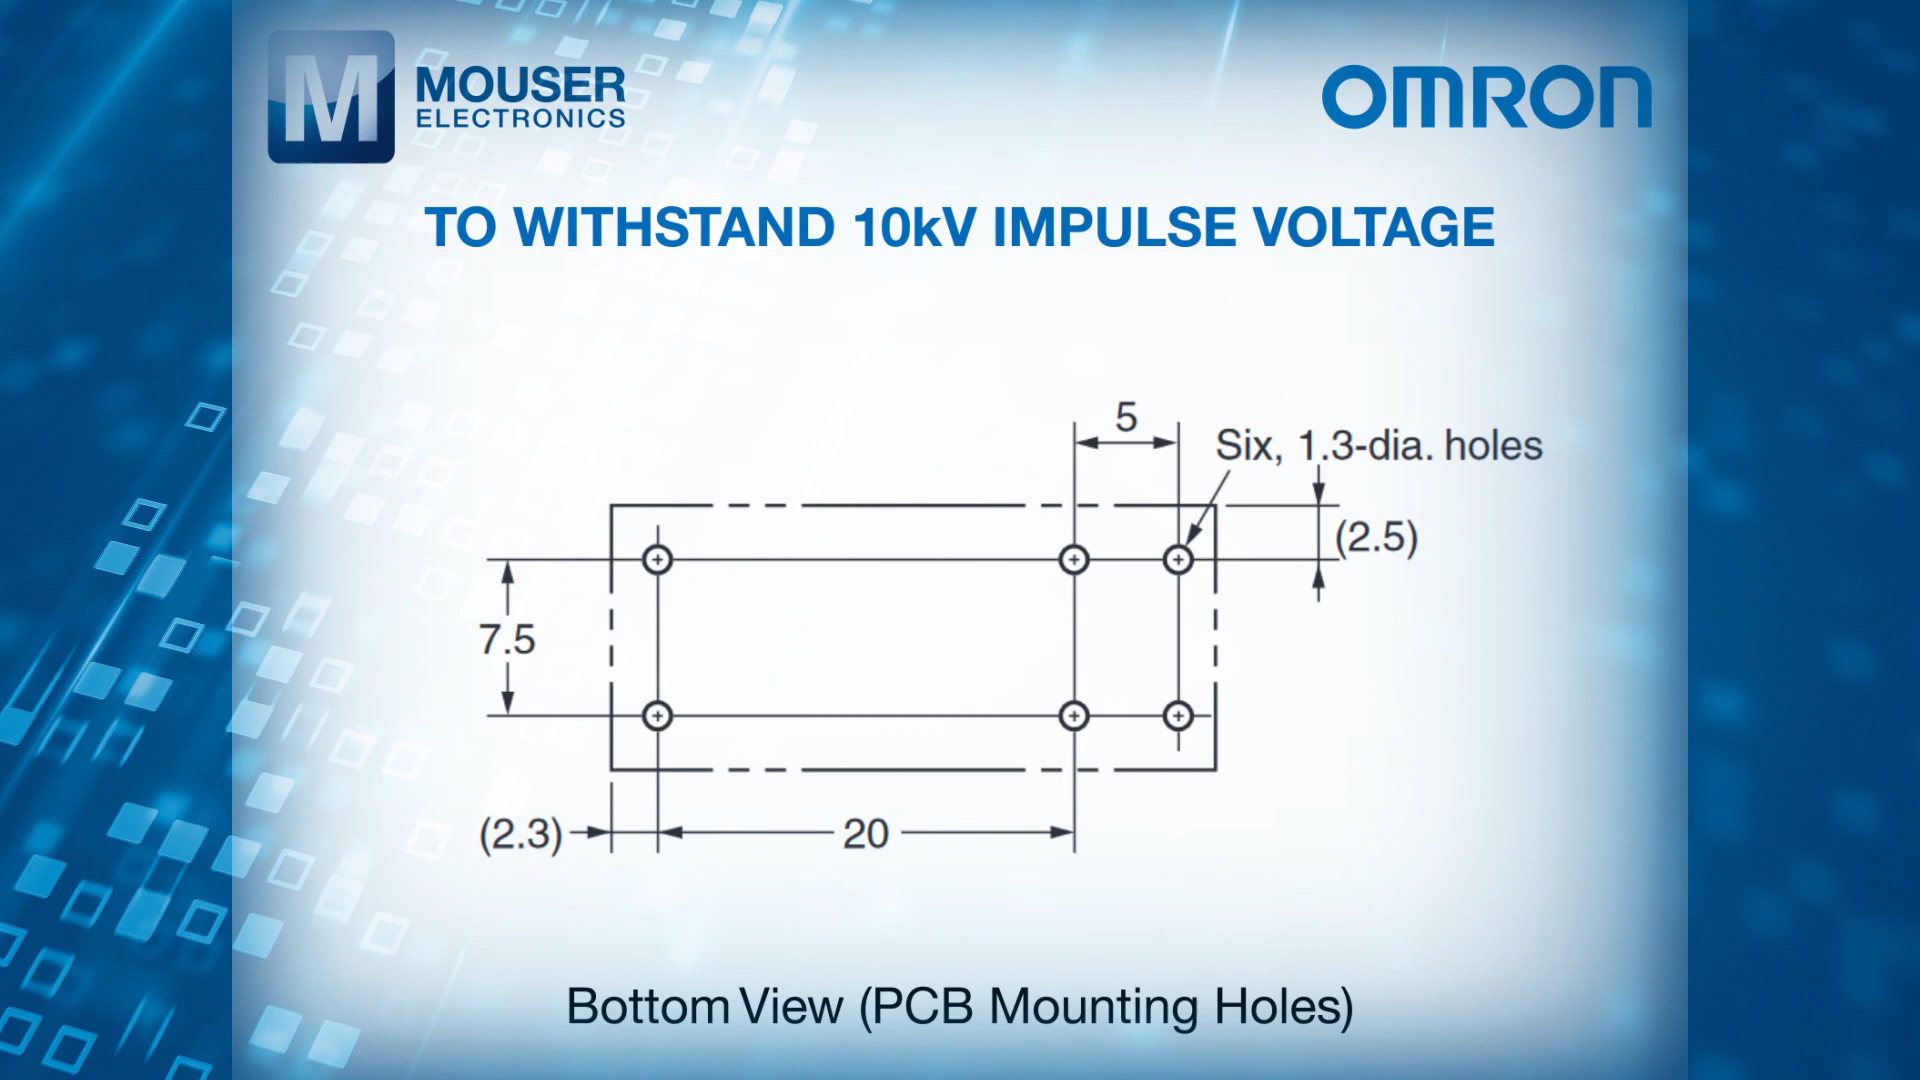 M
MOUSER
ELECTRONICS
OMRON
TO WITHSTAND 10kV IMPULSE VOLTAGE
5
Six, 1.3-dia. holes
(2.5)
7.5
(2.3)
20
Bottom View (PCB Mounting Holes)